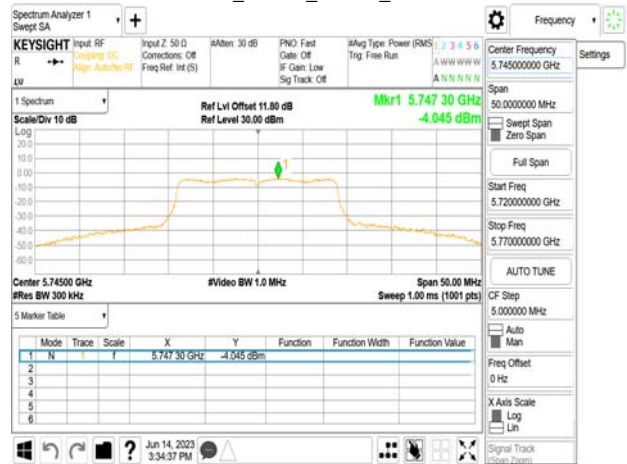 Spectrum Analyzer 1
Swept SA
Frequency
KEYSIGHT
R
Input: RF
Coupling: DC
Align: Auto/No RF
Input Z: 50 Ω
Corrections: Off
Freq Ref: Int (S)
#Atten: 30 dB
PNO: Fast
Gate: Off
IF Gain: Low
Sig Track: Off
#Avg Type: Power (RMS)
Trig: Free Run
1 2 3 4 5 6
A W W W W W
A N N N N N
Center Frequency
5.745000000 GHz
Settings
Span
50.0000000 MHz
Swept Span
Zero Span
Full Span
Start Freq
5.720000000 GHz
Stop Freq
5.770000000 GHz
AUTO TUNE
CF Step
5.000000 MHz
Auto
Man
Freq Offset
0 Hz
X Axis Scale
Log
Lin
Signal Track
(Span Zoom)
1 Spectrum
Scale/Div 10 dB
Ref Lvl Offset 11.80 dB
Ref Level 30.00 dBm
Mkr1 5.747 30 GHz
-4.045 dBm
Log
20.0
10.0
0.00
-10.0
-20.0
-30.0
-40.0
-50.0
-60.0
1
Center 5.74500 GHz
#Res BW 300 kHz
#Video BW 1.0 MHz
Span 50.00 MHz
Sweep 1.00 ms (1001 pts)
5 Marker Table
Mode Trace Scale X Y Function Function Width Function Value
1 N 1 f 5.747 30 GHz -4.045 dBm
2
3
4
5
6
?
Jun 14, 2023
3:34:37 PM